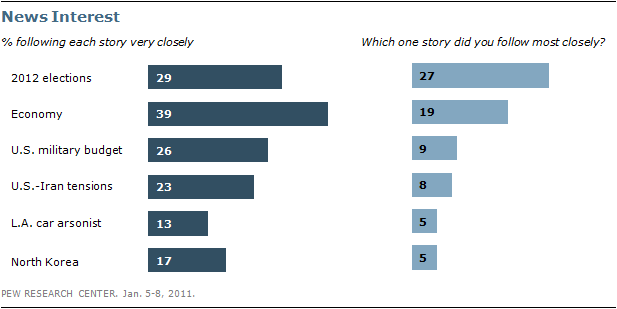 News Interest
% following each story very closely
Which one story did you follow most closely?
2012 elections 29 27
Economy 39 19
U.S. military budget 26 9
U.S.-Iran tensions 23 8
L.A. car arsonist 13 5
North Korea 17 5
PEW RESEARCH CENTER. Jan. 5-8, 2011.